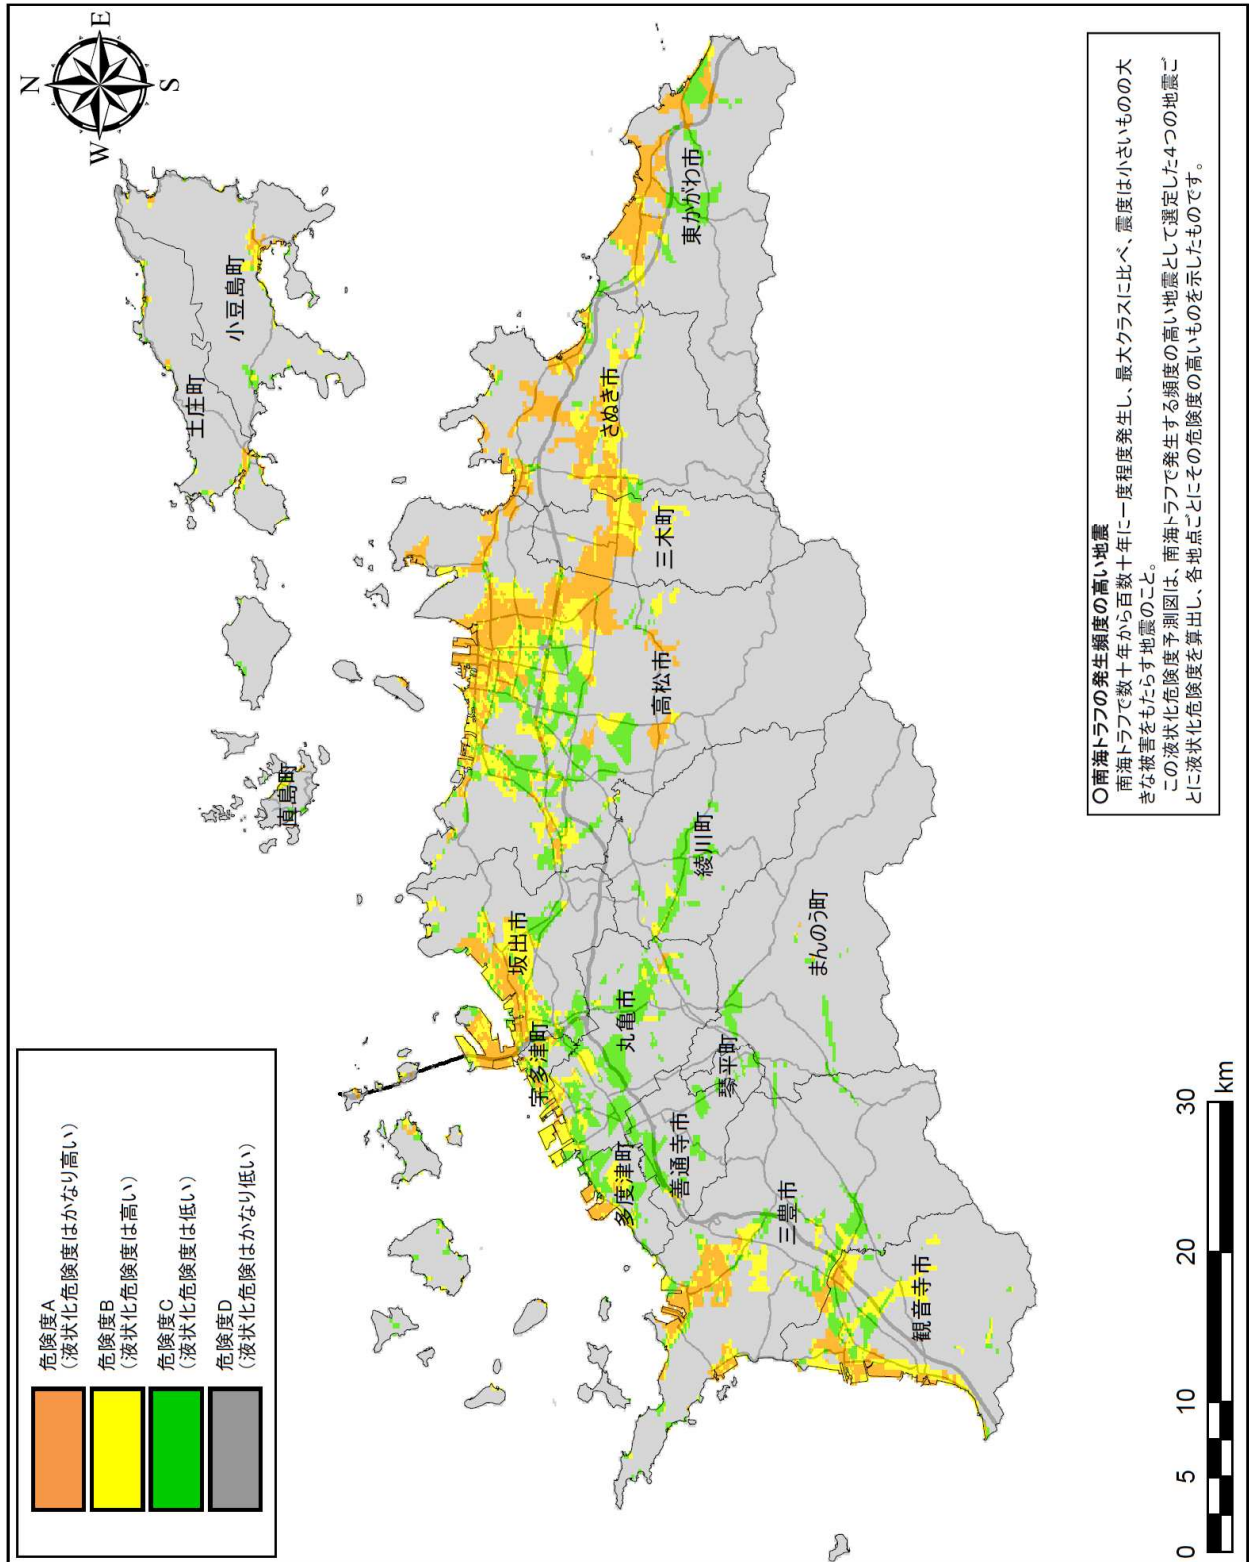 危険度A
（液状化危険度はかなり高い）
危険度B
（液状化危険度は高い）
危険度C
（液状化危険度は低い）
危険度D
（液状化危険はかなり低い）
N
E
S
W
土庄町
小豆島町
直島町
東かがわ市
さぬき市
三木町
高松市
綾川町
坂出市
宇多津町
丸亀市
まんのう町
琴平町
善通寺市
多度津町
三豊市
観音寺市
0 5 10 20 30
km
○南海トラフの発生頻度の高い地震
南海トラフで数十年から百数十年に一度程度発生し、最大クラスに比べ、震度は小さいものの大
きな被害をもたらす地震のこと。
この液状化危険度予測図は、南海トラフで発生する頻度の高い地震として選定した4つの地震ご
とに液状化危険度を算出し、各地点ごとにその危険度の高いものを示したものです。